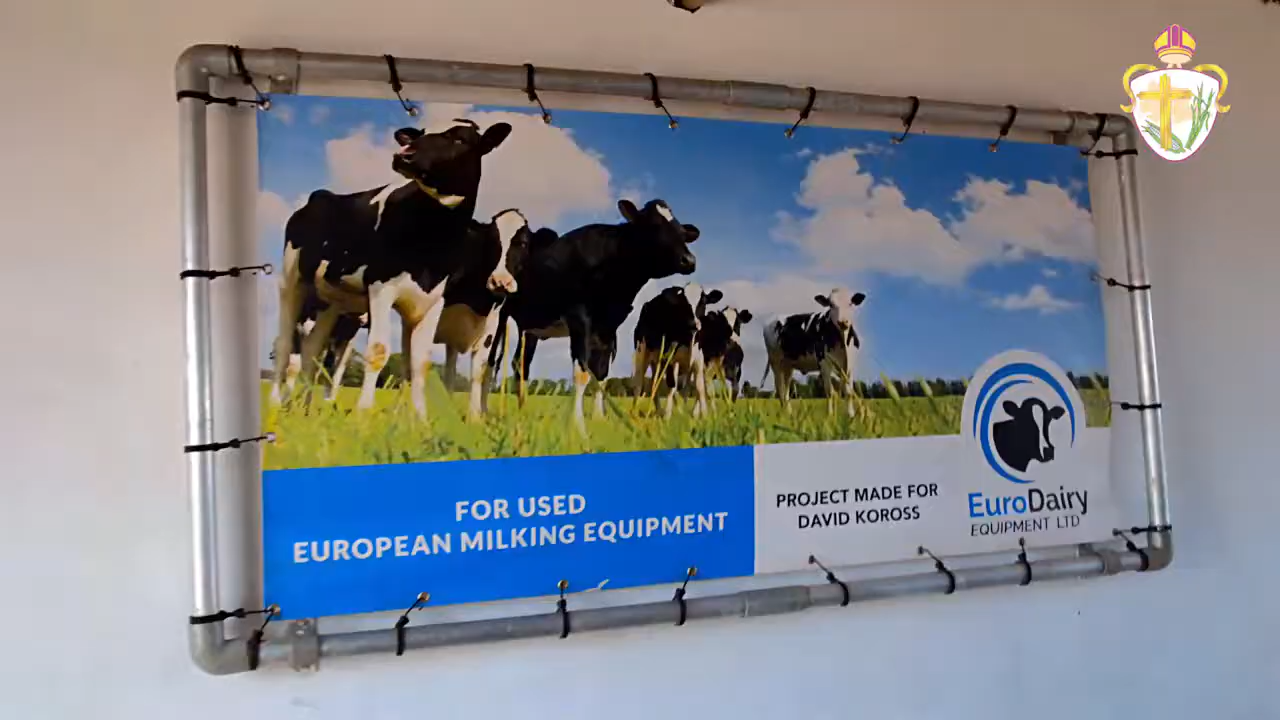 FOR USED
EUROPEAN MILKING EQUIPMENT
PROJECT MADE FOR
DAVID KOROSS
EuroDairy
EQUIPMENT LTD